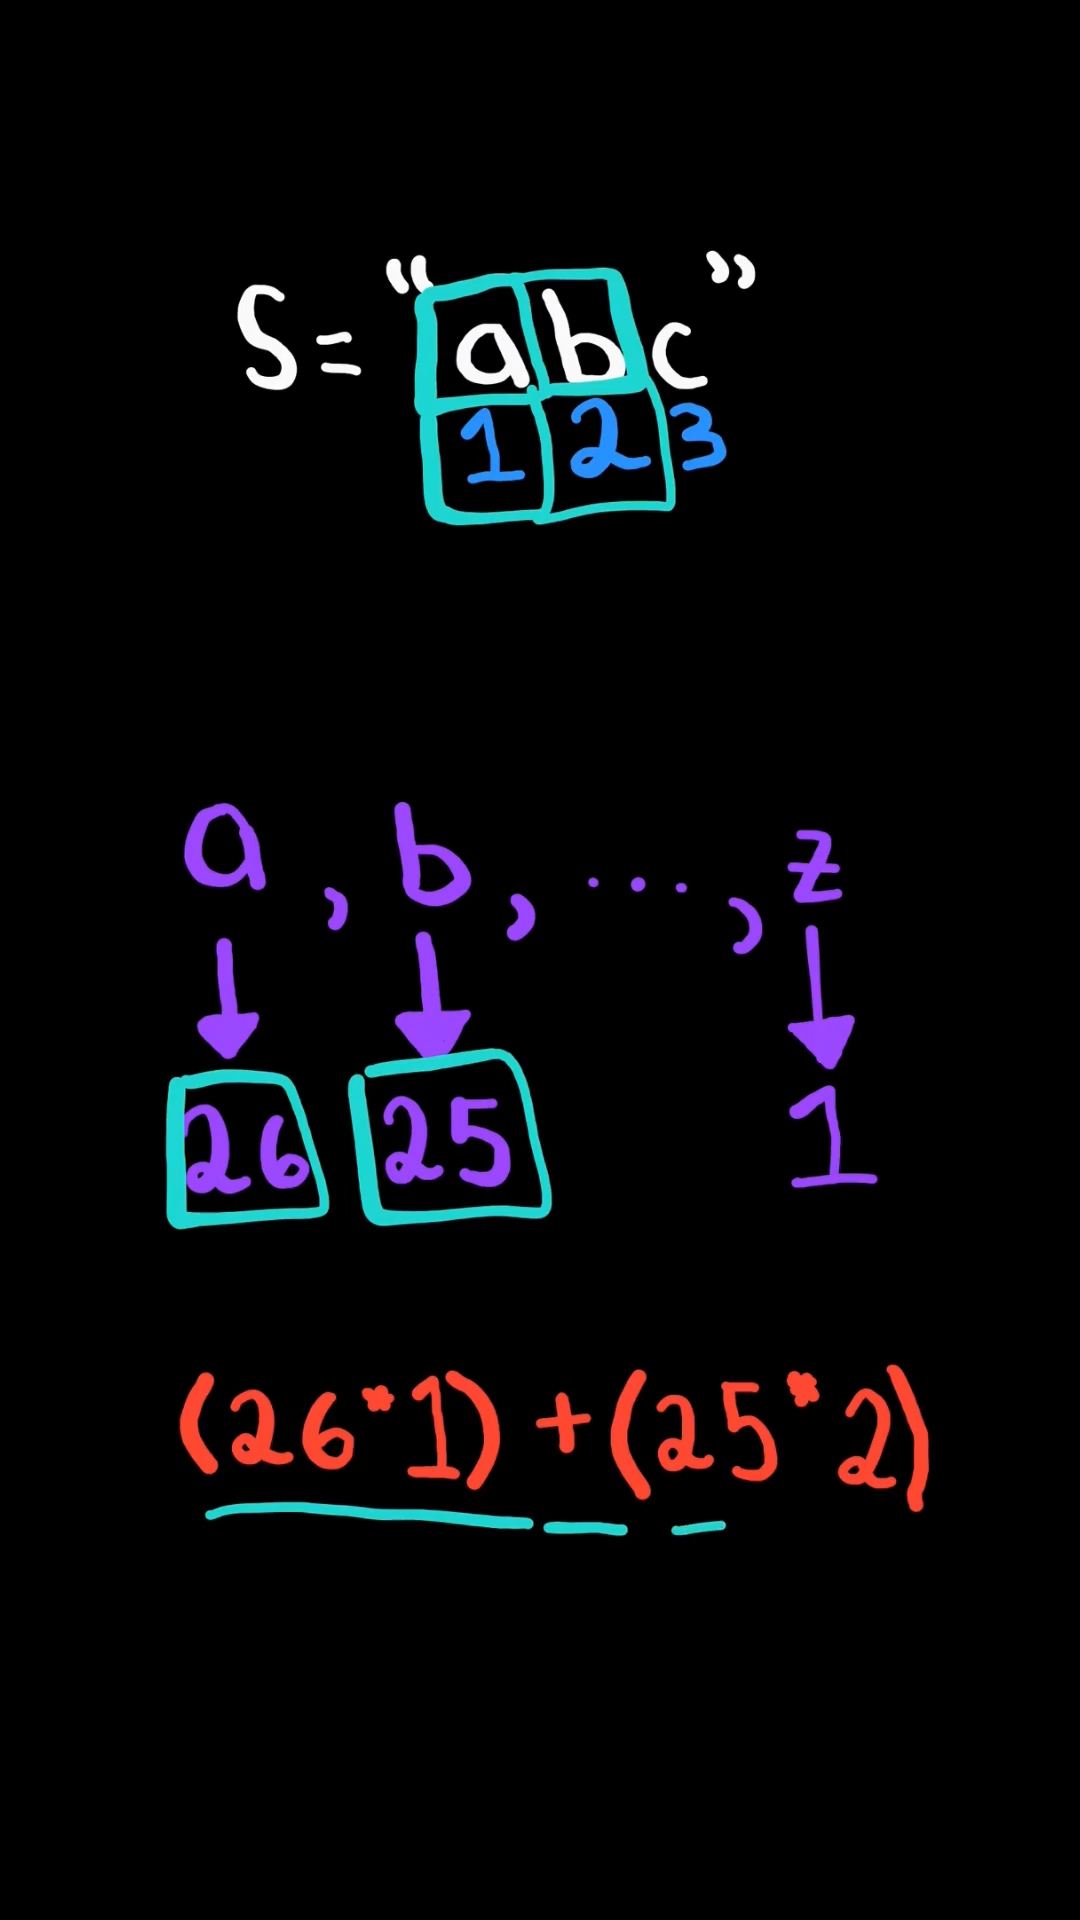 S = "abc"
1 2 3
a, b, ..., z
26 25 1
(26*1) + (25*2)